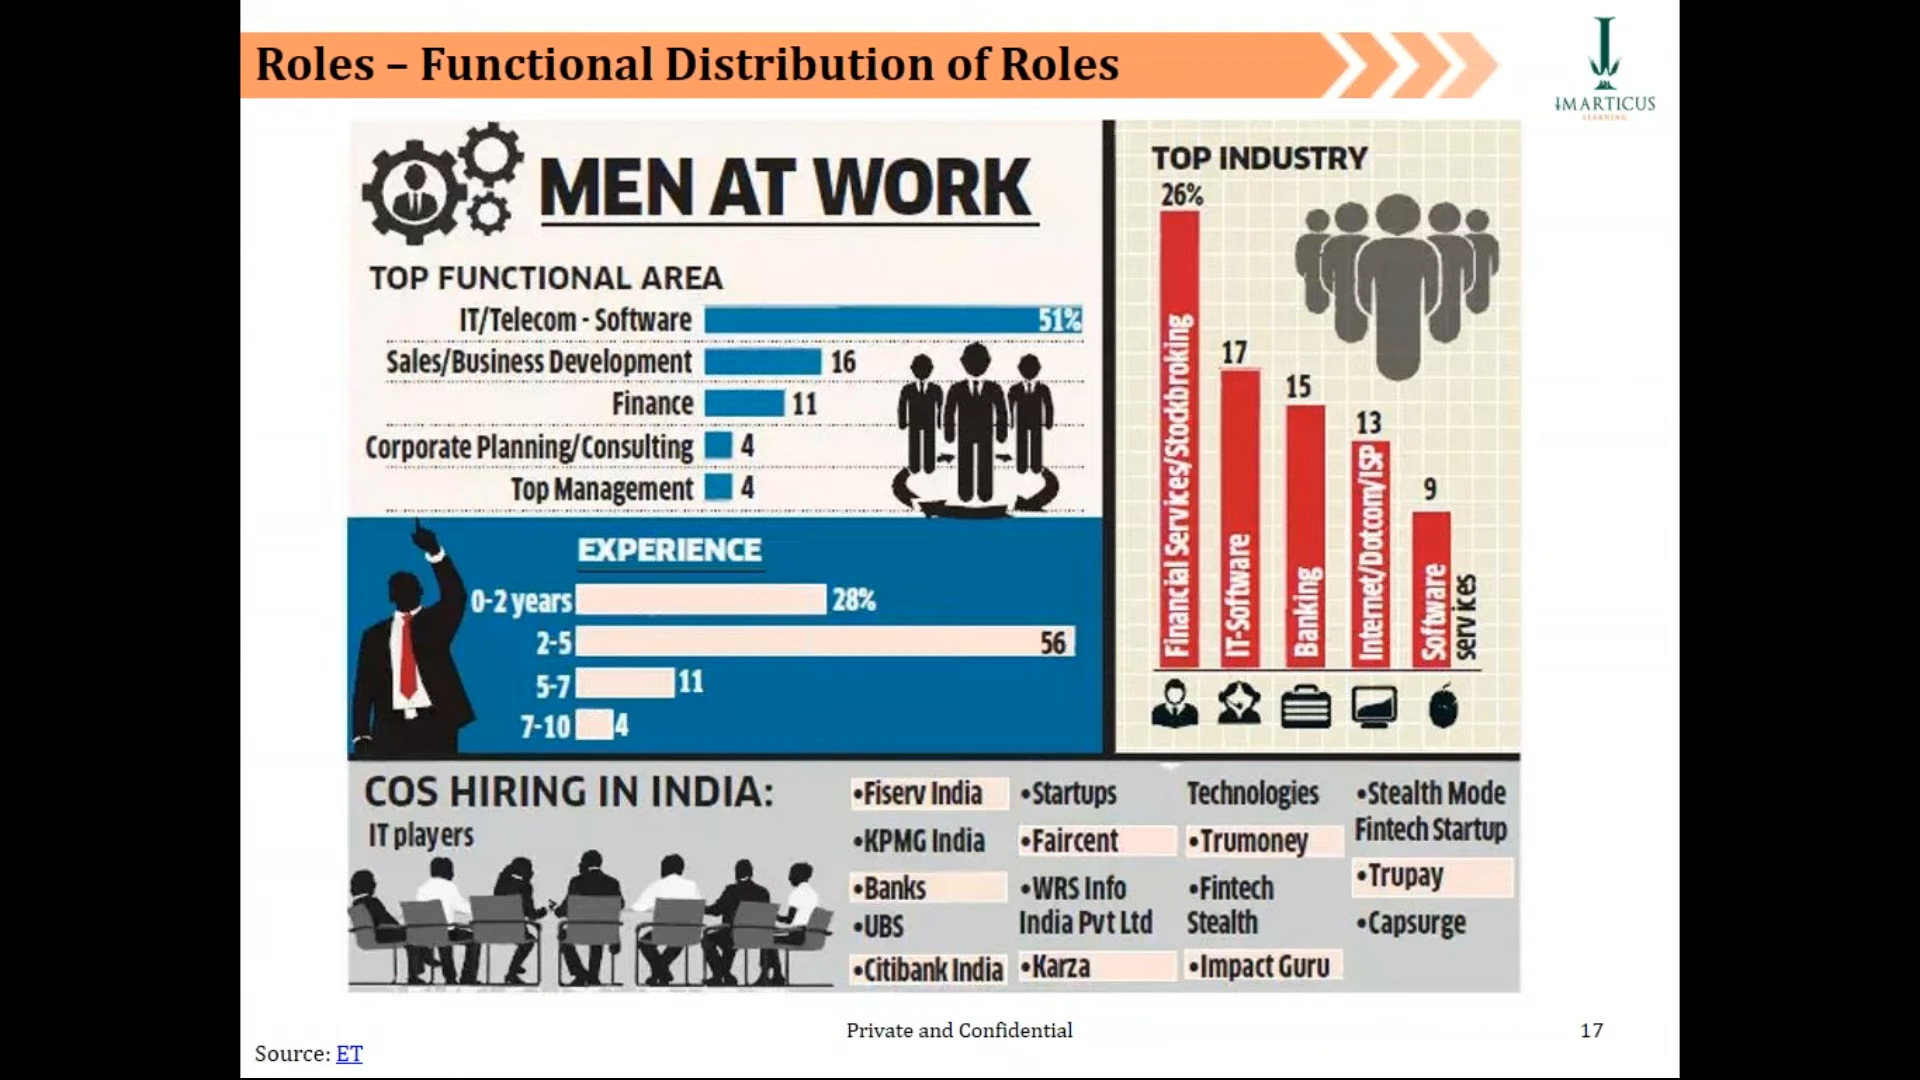 Roles – Functional Distribution of Roles
IMARTICUS
LEARNING
MEN AT WORK
TOP FUNCTIONAL AREA
IT/Telecom - Software 51%
Sales/Business Development 16
Finance 11
Corporate Planning/Consulting 4
Top Management 4
EXPERIENCE
0-2 years 28%
2-5 56
5-7 11
7-10 4
TOP INDUSTRY
26%
Financial Services/Stockbroking
17
IT-Software
15
Banking
13
Internet/Dotcom/ISP
9
Software
services
COS HIRING IN INDIA:
IT players
•Fiserv India
•KPMG India
•Banks
•UBS
•Citibank India
•Startups
•Faircent
•WRS Info
India Pvt Ltd
•Karza
Technologies
•Trumoney
•Fintech
Stealth
•Impact Guru
•Stealth Mode
Fintech Startup
•Trupay
•Capsurge
Private and Confidential
17
Source: ET